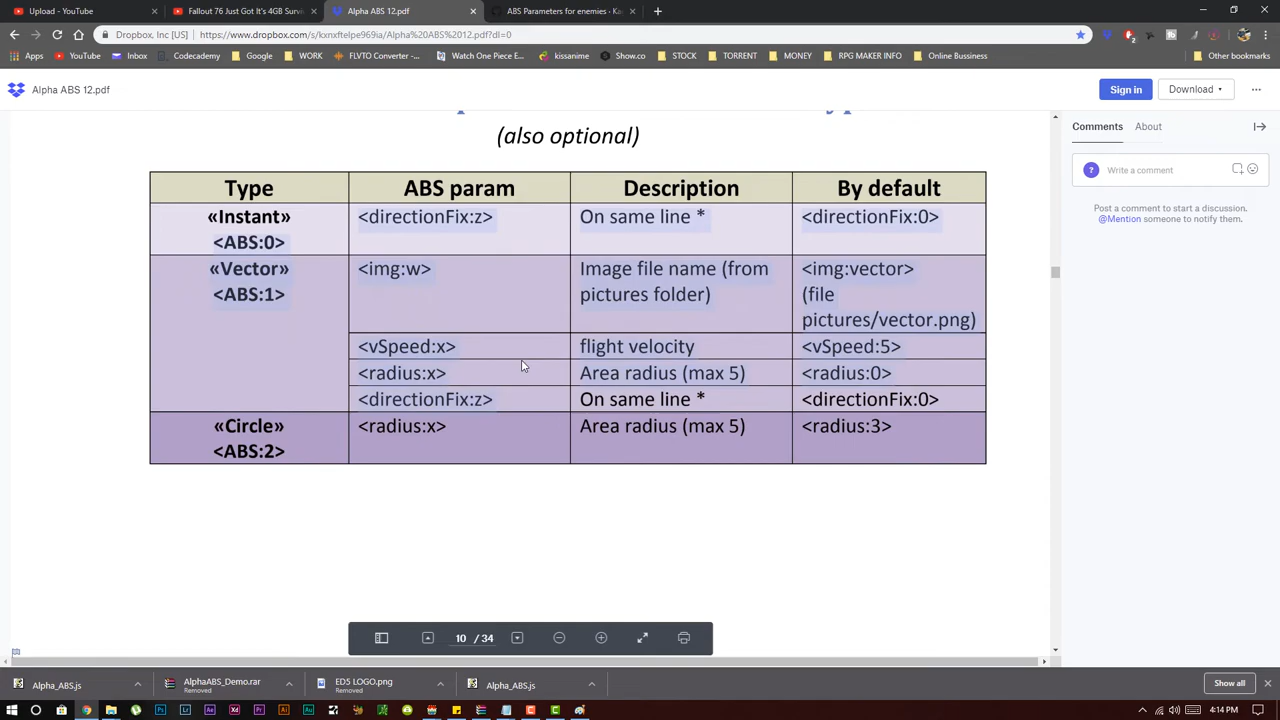 Upload - YouTube
Fallout 76 Just Got It's 4GB Survi
Alpha ABS 12.pdf
ABS Parameters for enemies · Kac
Dropbox, Inc [US] | https://www.dropbox.com/s/kxnxftelpe969ia/Alpha%20ABS%2012.pdf?dl=0
Apps YouTube Inbox Codecademy Google WORK FLVTO Converter -... Watch One Piece E... kissanime Show.co STOCK TORRENT MONEY RPG MAKER INFO Online Bussiness Other bookmarks
Alpha ABS 12.pdf
Sign in
Download
Comments About
Write a comment
Post a comment to start a discussion.
@Mention someone to notify them.
(also optional)
Type ABS param Description By default
«Instant» <directionFix:z> On same line * <directionFix:0>
<ABS:0>
«Vector» <img:w> Image file name (from <img:vector>
<ABS:1> pictures folder) (file
pictures/vector.png)
<vSpeed:x> flight velocity <vSpeed:5>
<radius:x> Area radius (max 5) <radius:0>
<directionFix:z> On same line * <directionFix:0>
«Circle» <radius:x> Area radius (max 5) <radius:3>
<ABS:2>
10 / 34
Alpha_ABS.js
AlphaABS_Demo.rar
Removed
ED5 LOGO.png
Removed
Alpha_ABS.js
Show all
4:14 PM